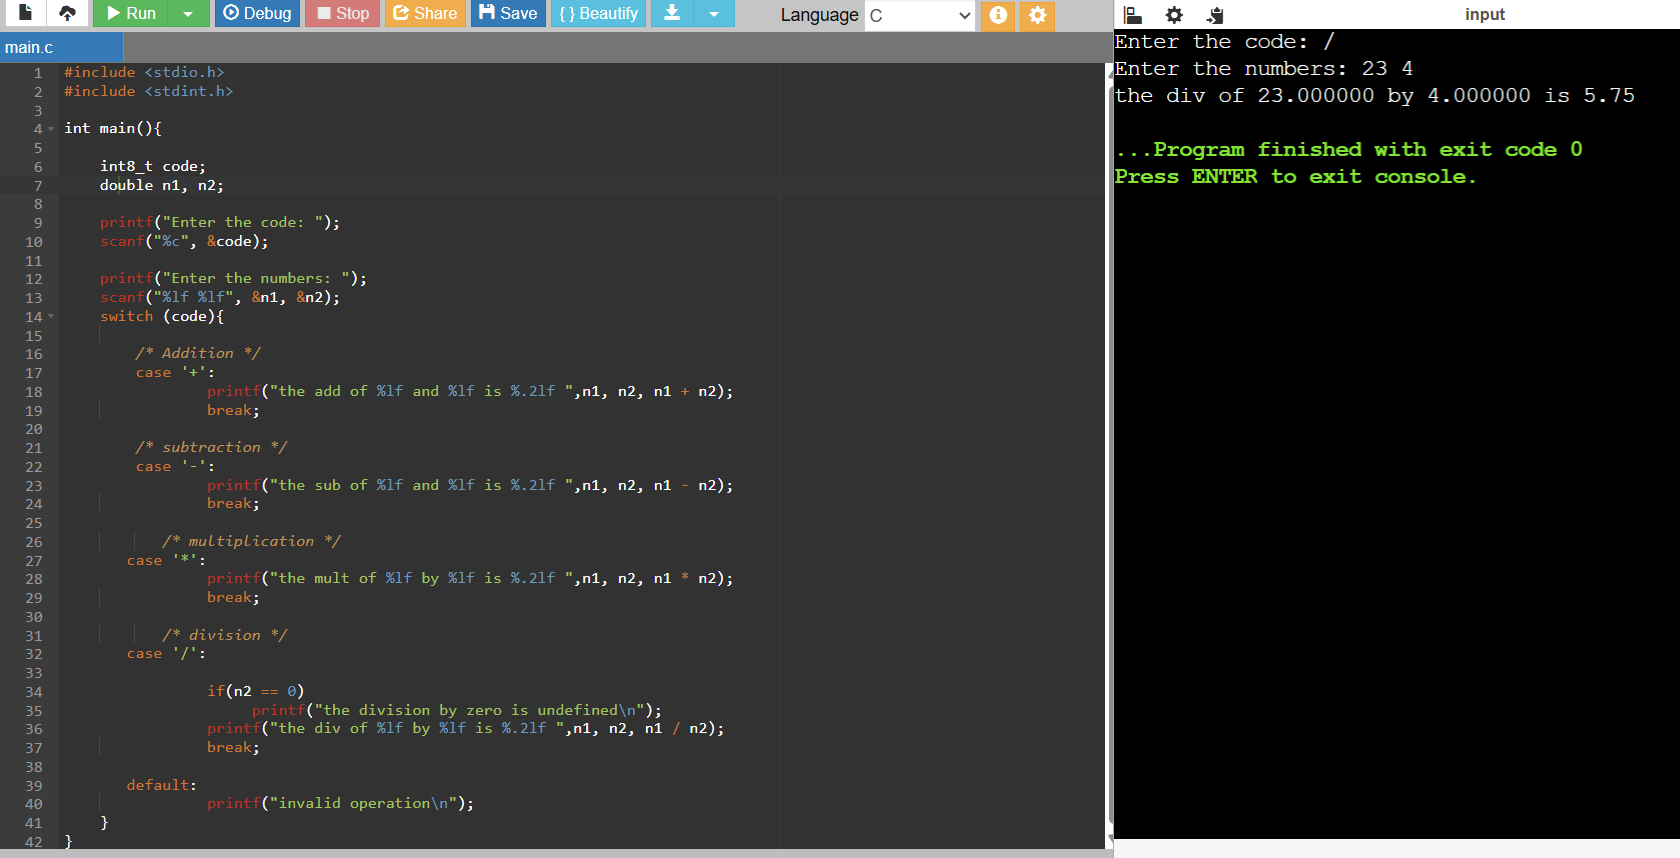 Run Debug Stop Share Save { } Beautify Language C
input
main.c
1 #include <stdio.h>
2 #include <stdint.h>
3
4 int main(){
5
6 int8_t code;
7 double n1, n2;
8
9 printf("Enter the code: ");
10 scanf("%c", &code);
11
12 printf("Enter the numbers: ");
13 scanf("%lf %lf", &n1, &n2);
14 switch (code){
15
16 /* Addition */
17 case '+':
18 printf("the add of %lf and %lf is %.2lf ",n1, n2, n1 + n2);
19 break;
20
21 /* subtraction */
22 case '-':
23 printf("the sub of %lf and %lf is %.2lf ",n1, n2, n1 - n2);
24 break;
25
26 /* multiplication */
27 case '*':
28 printf("the mult of %lf by %lf is %.2lf ",n1, n2, n1 * n2);
29 break;
30
31 /* division */
32 case '/':
33
34 if(n2 == 0)
35 printf("the division by zero is undefined\n");
36 printf("the div of %lf by %lf is %.2lf ",n1, n2, n1 / n2);
37 break;
38
39 default:
40 printf("invalid operation\n");
41 }
42 }
Enter the code: /
Enter the numbers: 23 4
the div of 23.000000 by 4.000000 is 5.75
...Program finished with exit code 0
Press ENTER to exit console.